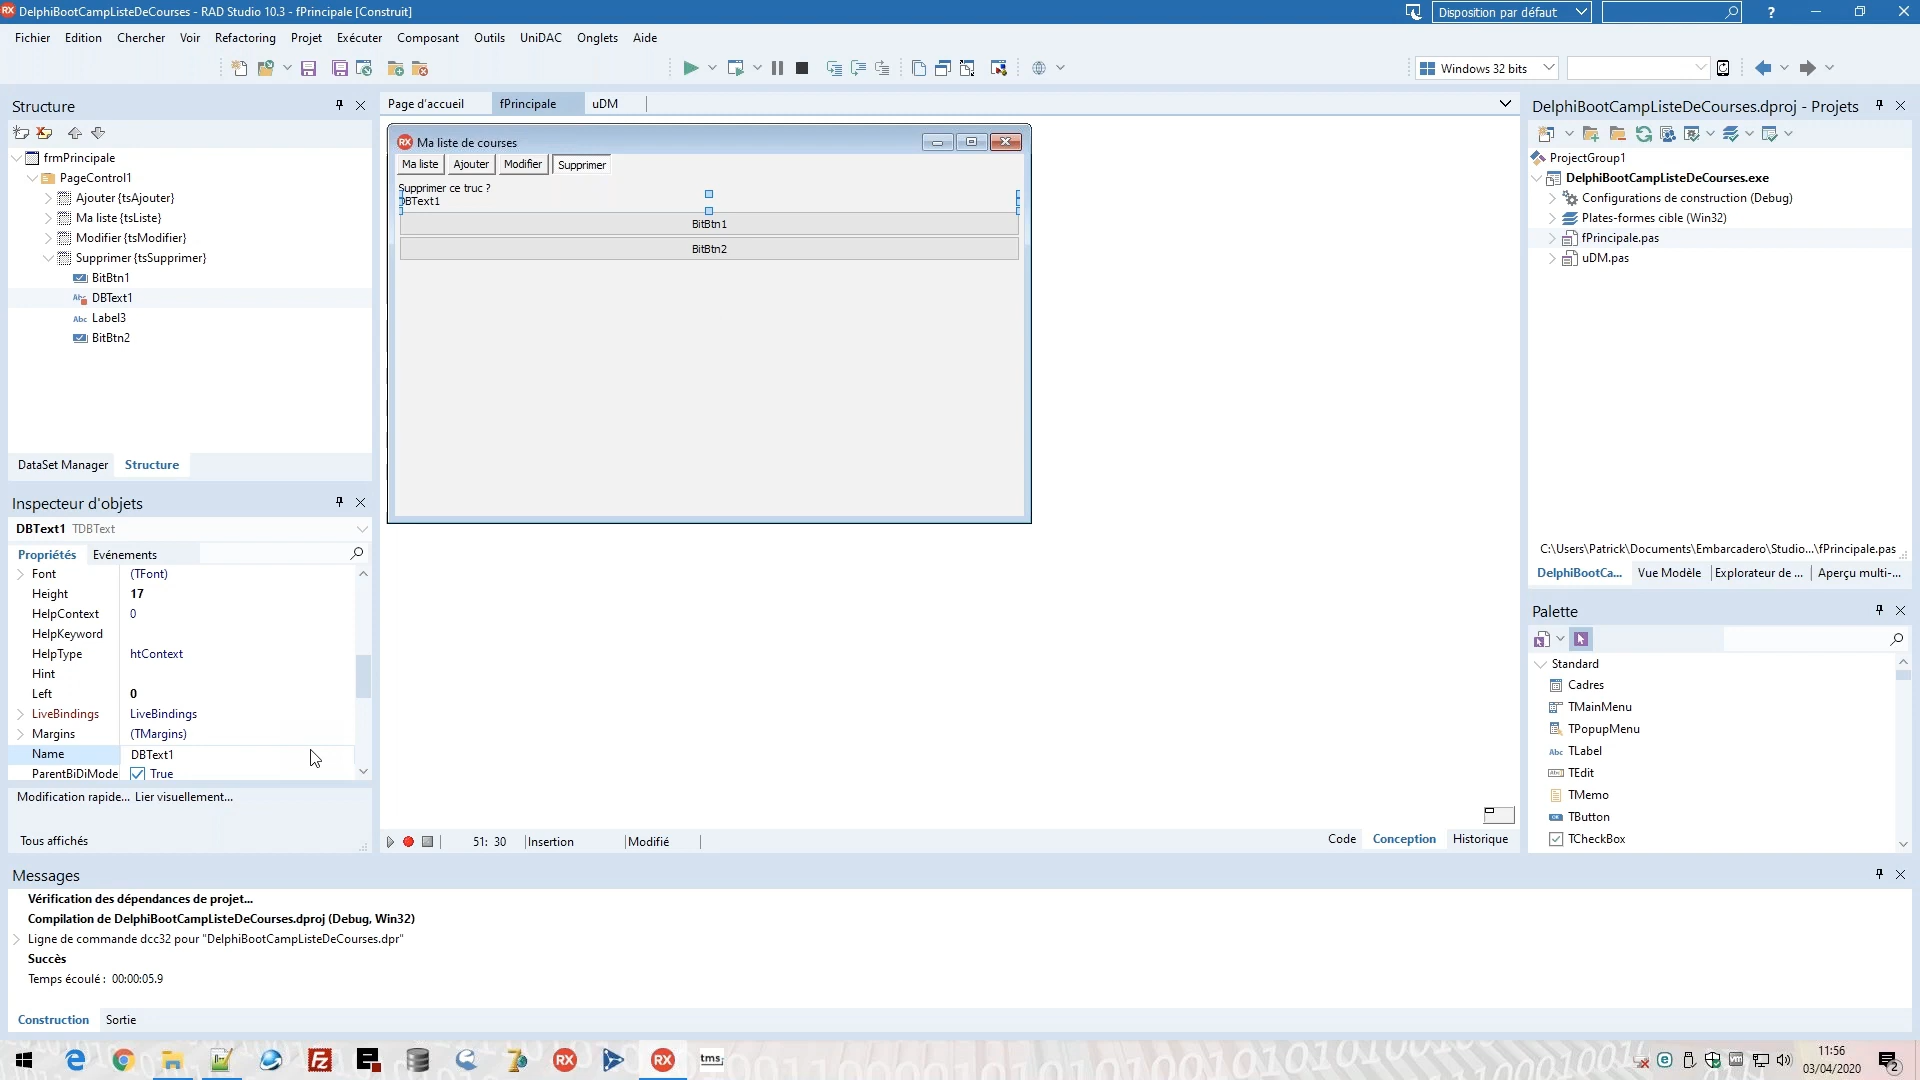 DelphiBootCampListeDeCourses - RAD Studio 10.3 - fPrincipale [Construit]
Disposition par défaut
?
Fichier Edition Chercher Voir Refactoring Projet Exécuter Composant Outils UniDAC Onglets Aide
Windows 32 bits
Structure
frmPrincipale
PageControl1
Ajouter {tsAjouter}
Ma liste {tsListe}
Modifier {tsModifier}
Supprimer {tsSupprimer}
BitBtn1
DBText1
Label3
BitBtn2
DataSet Manager Structure
Inspecteur d'objets
DBText1 TDBText
Propriétés Evénements
Font (TFont)
Height 17
HelpContext 0
HelpKeyword
HelpType htContext
Hint
Left 0
LiveBindings LiveBindings
Margins (TMargins)
Name DBText1
ParentBiDiMode True
Modification rapide... Lier visuellement...
Tous affichés
Page d'accueil fPrincipale uDM
Ma liste de courses
Ma liste Ajouter Modifier Supprimer
Supprimer ce truc ?
DBText1
BitBtn1
BitBtn2
51: 30 Insertion Modifié
Code Conception Historique
DelphiBootCampListeDeCourses.dproj - Projets
ProjectGroup1
DelphiBootCampListeDeCourses.exe
Configurations de construction (Debug)
Plates-formes cible (Win32)
fPrincipale.pas
uDM.pas
C:\Users\Patrick\Documents\Embarcadero\Studio...\fPrincipale.pas
DelphiBootCa... Vue Modèle Explorateur de ... Aperçu multi-...
Palette
Standard
Cadres
TMainMenu
TPopupMenu
TLabel
TEdit
TMemo
TButton
TCheckBox
Messages
Vérification des dépendances de projet...
Compilation de DelphiBootCampListeDeCourses.dproj (Debug, Win32)
Ligne de commande dcc32 pour "DelphiBootCampListeDeCourses.dpr"
Succès
Temps écoulé : 00:00:05.9
Construction Sortie
RX RX tms
11:56
03/04/2020
2